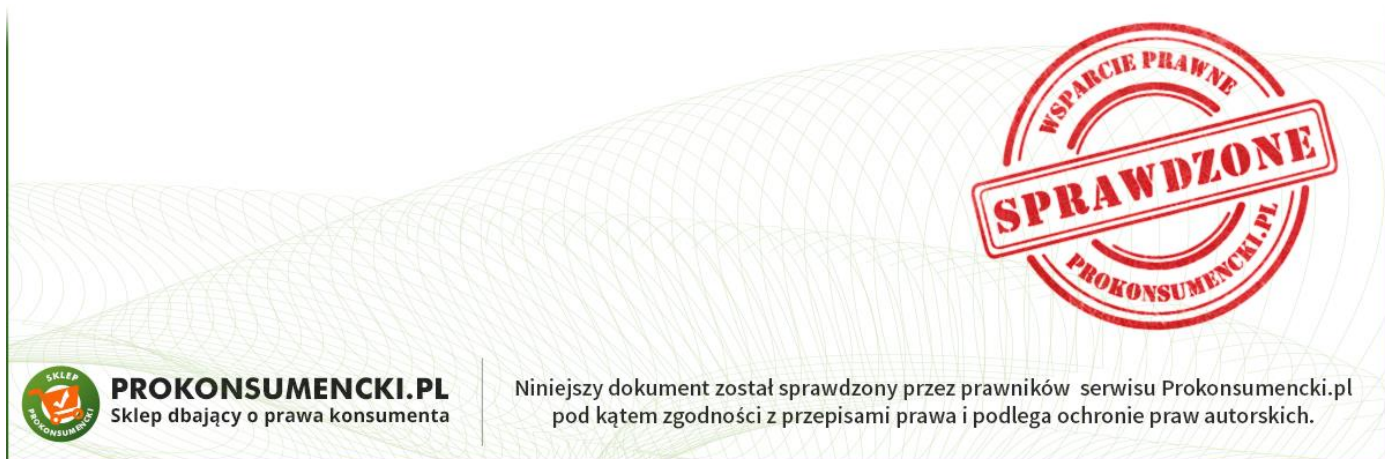 WSPARCIE PRAWNE
SPRAWDZONE
PROKONSUMENCKI.PL
SKLEP
PROKONSUMENCKI
PROKONSUMENCKI.PL
Sklep dbający o prawa konsumenta
Niniejszy dokument został sprawdzony przez prawników serwisu Prokonsumencki.pl
pod kątem zgodności z przepisami prawa i podlega ochronie praw autorskich.